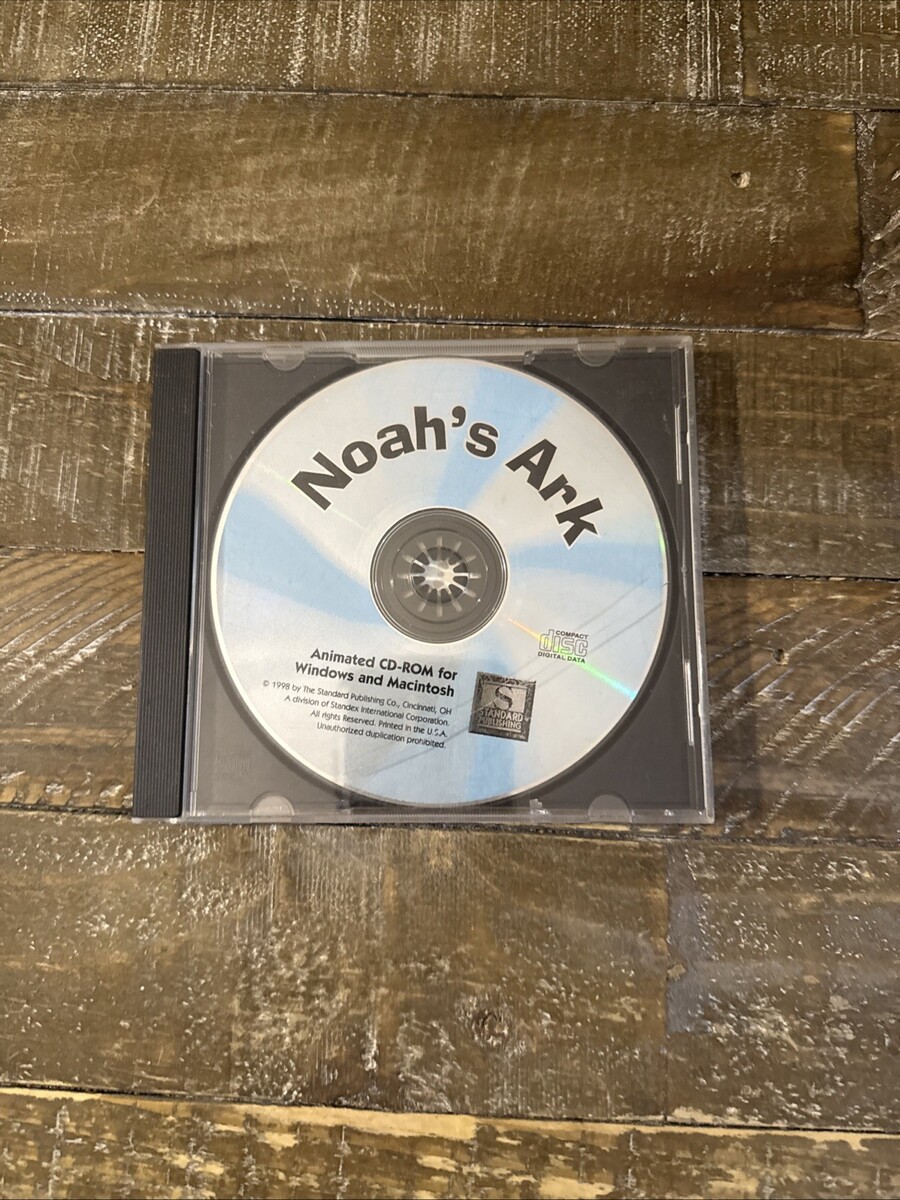 Noah's Ark
COMPACT
disc
DIGITAL DATA
Animated CD-ROM for
Windows and Macintosh
© 1998 by The Standard Publishing Co., Cincinnati, OH
A division of Standex International Corporation.
All rights Reserved. Printed in the U.S.A.
Unauthorized duplication prohibited.
S
STANDARD
PUBLISHING